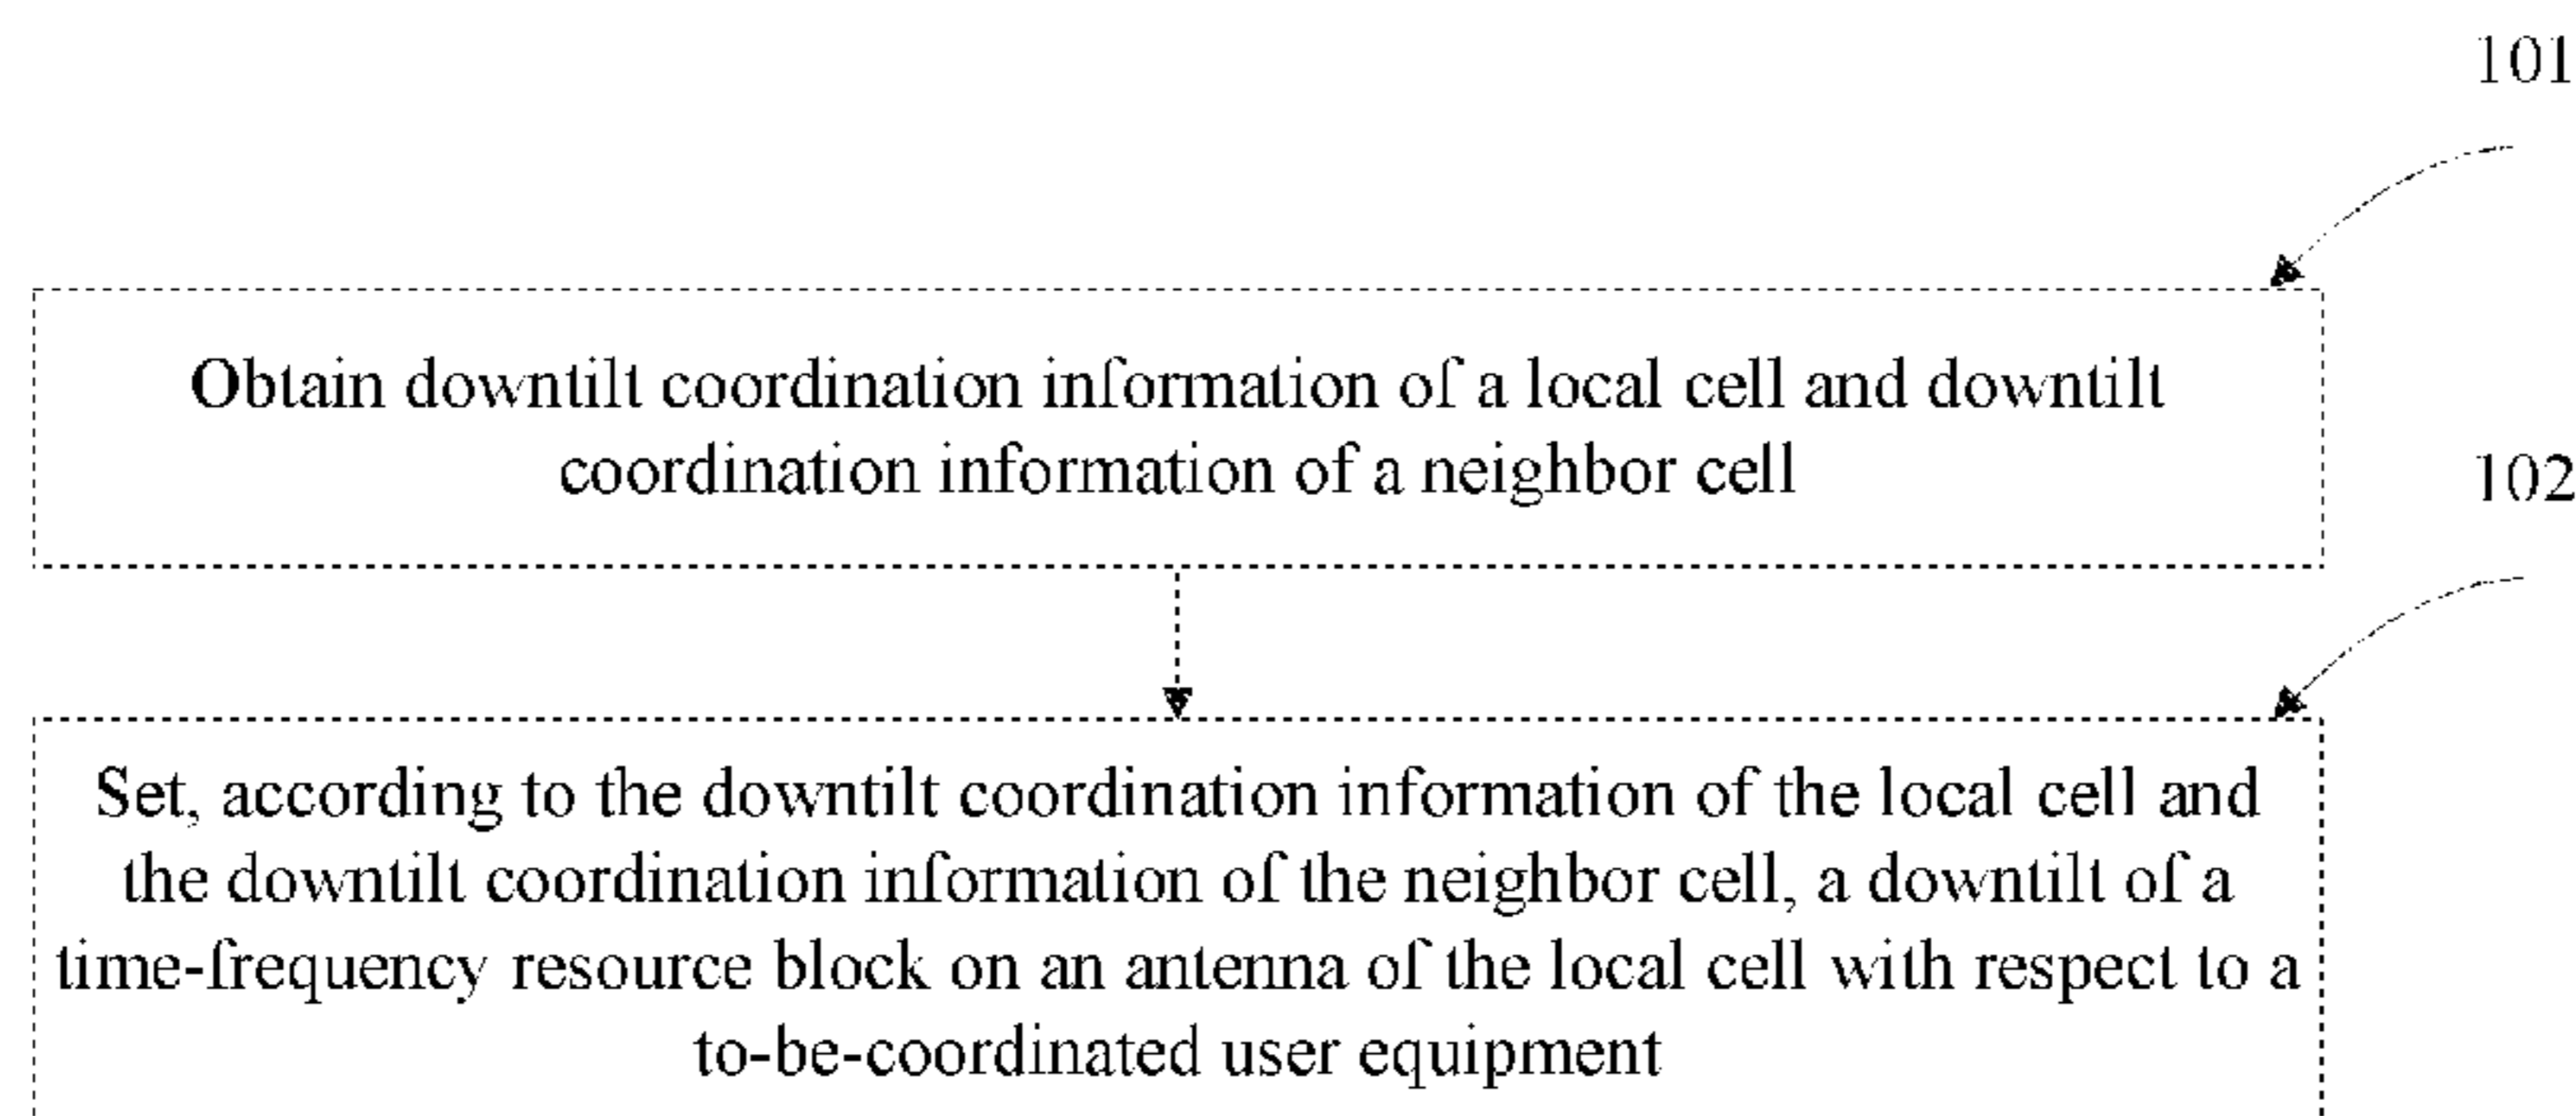 101
Obtain downtilt coordination information of a local cell and downtilt
coordination information of a neighbor cell
102
Set, according to the downtilt coordination information of the local cell and
the downtilt coordination information of the neighbor cell, a downtilt of a
time-frequency resource block on an antenna of the local cell with respect to a
to-be-coordinated user equipment